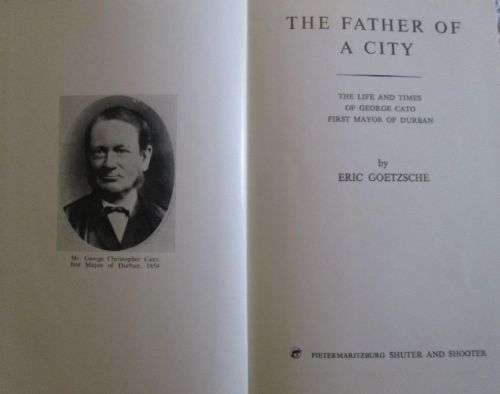 Mr. George Christopher Cato,
first Mayor of Durban, 1854
THE FATHER OF
A CITY
THE LIFE AND TIMES
OF GEORGE CATO
FIRST MAYOR OF DURBAN
by
ERIC GOETZSCHE
PIETERMARITZBURG SHUTER AND SHOOTER